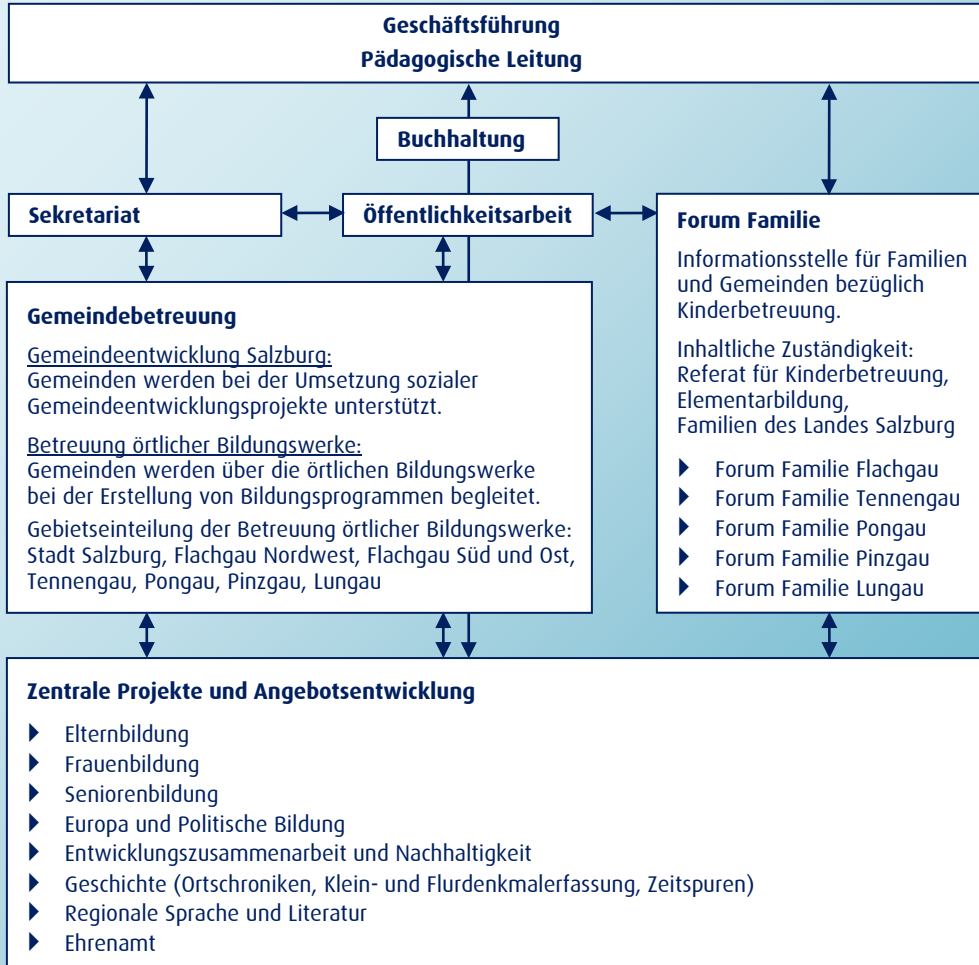 Geschäftsführung
Pädagogische Leitung
Buchhaltung
Sekretariat
Öffentlichkeitsarbeit
Forum Familie
Informationsstelle für Familien
und Gemeinden bezüglich
Kinderbetreuung.
Inhaltliche Zuständigkeit:
Referat für Kinderbetreuung,
Elementarbildung,
Familien des Landes Salzburg
Forum Familie Flachgau
Forum Familie Tennengau
Forum Familie Pongau
Forum Familie Pinzgau
Forum Familie Lungau
Gemeindebetreuung
Gemeindeentwicklung Salzburg:
Gemeinden werden bei der Umsetzung sozialer
Gemeindeentwicklungsprojekte unterstützt.
Betreuung örtlicher Bildungswerke:
Gemeinden werden über die örtlichen Bildungswerke
bei der Erstellung von Bildungsprogrammen begleitet.
Gebietseinteilung der Betreuung örtlicher Bildungswerke:
Stadt Salzburg, Flachgau Nordwest, Flachgau Süd und Ost,
Tennengau, Pongau, Pinzgau, Lungau
Zentrale Projekte und Angebotsentwicklung
Elternbildung
Frauenbildung
Seniorenbildung
Europa und Politische Bildung
Entwicklungszusammenarbeit und Nachhaltigkeit
Geschichte (Ortschroniken, Klein- und Flurdenkmalerfassung, Zeitspuren)
Regionale Sprache und Literatur
Ehrenamt